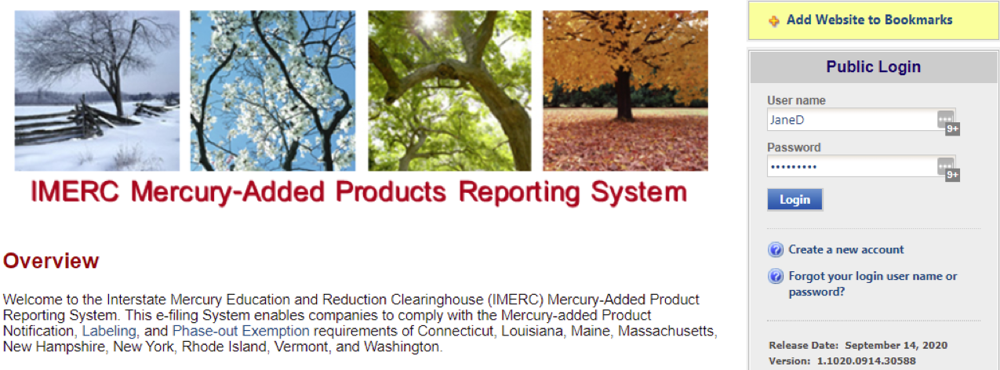 IMERC Mercury-Added Products Reporting System
Overview
Welcome to the Interstate Mercury Education and Reduction Clearinghouse (IMERC) Mercury-Added Product
Reporting System. This e-filing System enables companies to comply with the Mercury-added Product
Notification, Labeling, and Phase-out Exemption requirements of Connecticut, Louisiana, Maine, Massachusetts,
New Hampshire, New York, Rhode Island, Vermont, and Washington.
Add Website to Bookmarks
Public Login
User name
JaneD
9+
Password
•••••••••
9+
Login
Create a new account
Forgot your login user name or
password?
Release Date: September 14, 2020
Version: 1.1020.0914.30588